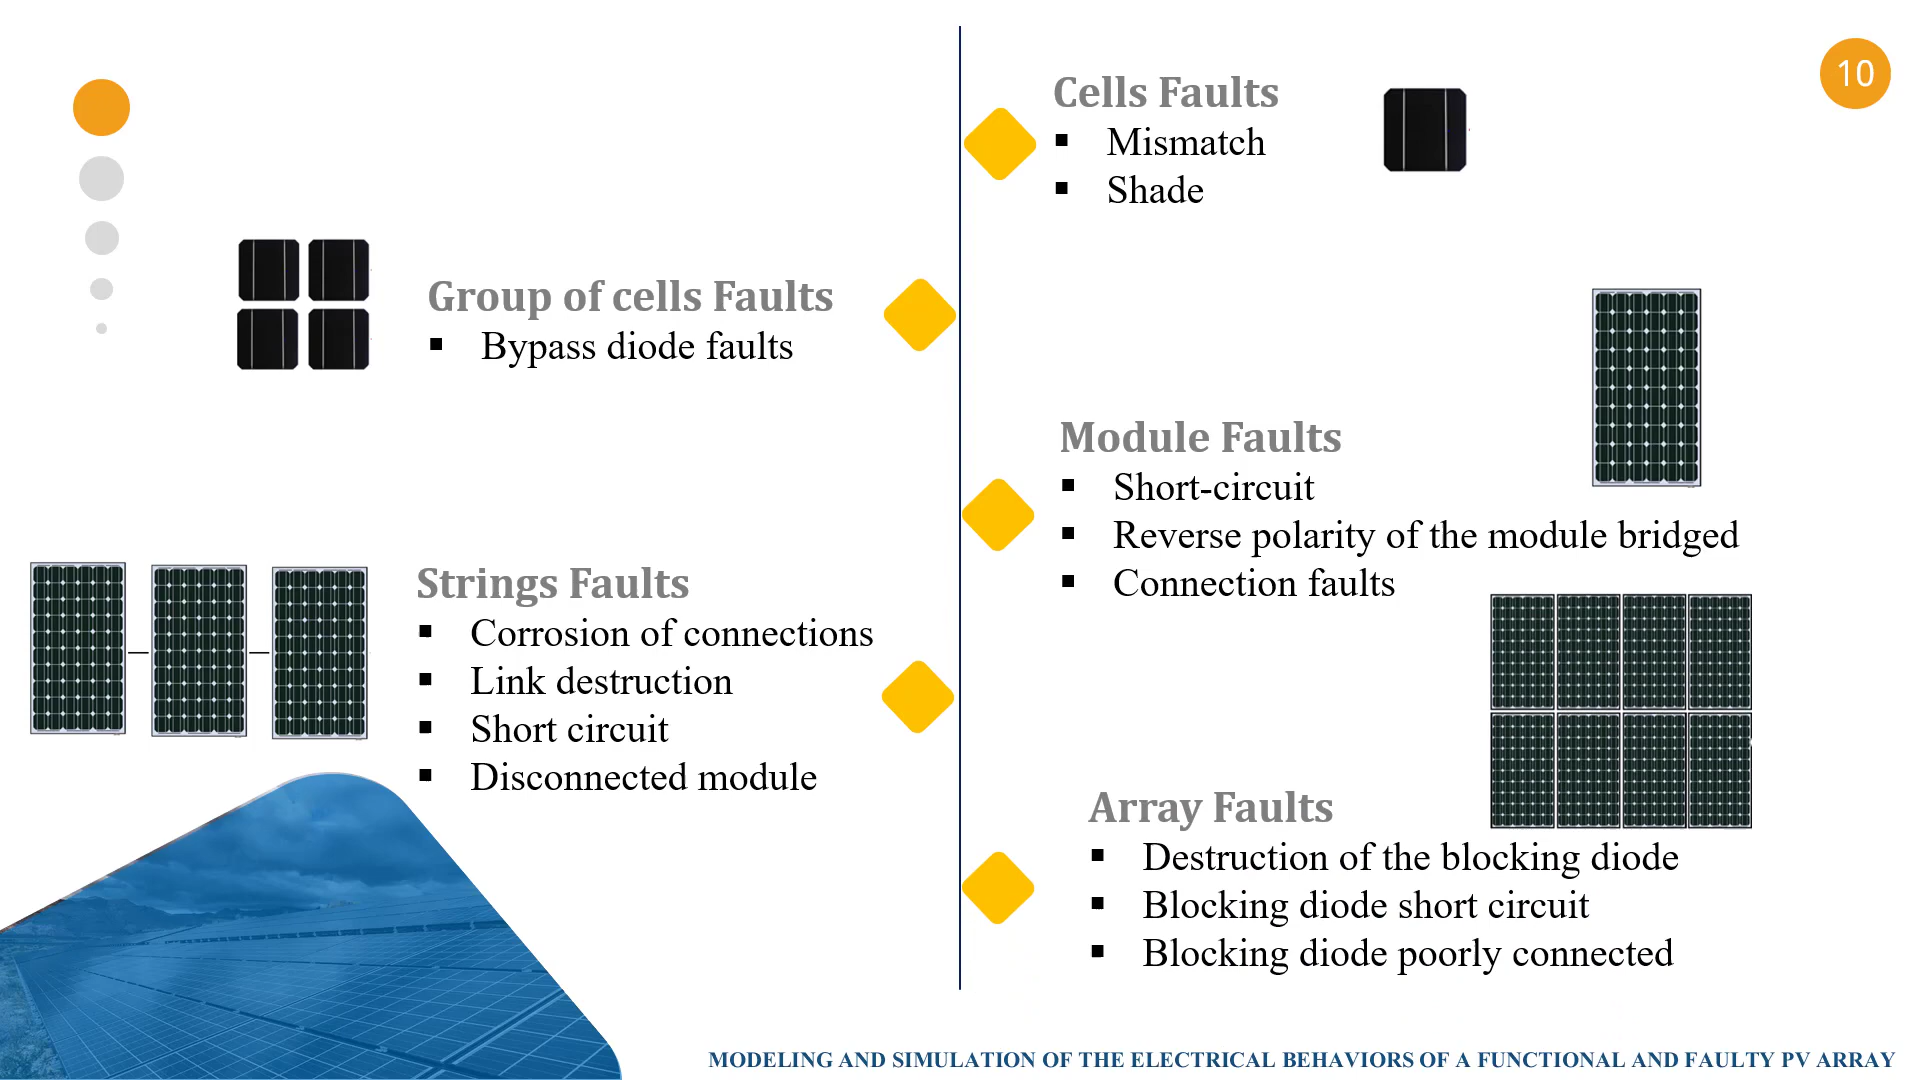 10
Cells Faults
▪ Mismatch
▪ Shade
Group of cells Faults
▪ Bypass diode faults
Module Faults
▪ Short-circuit
▪ Reverse polarity of the module bridged
▪ Connection faults
Strings Faults
▪ Corrosion of connections
▪ Link destruction
▪ Short circuit
▪ Disconnected module
Array Faults
▪ Destruction of the blocking diode
▪ Blocking diode short circuit
▪ Blocking diode poorly connected
MODELING AND SIMULATION OF THE ELECTRICAL BEHAVIORS OF A FUNCTIONAL AND FAULTY PV ARRAY